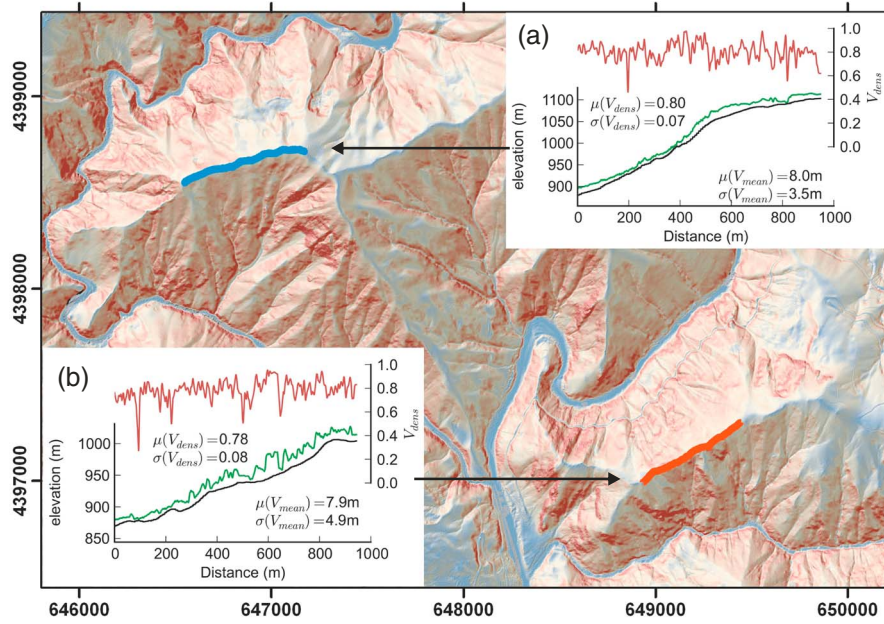 (a)
1.0
0.8
0.6
0.4
0.2
0.0
V_dens
μ(V_dens)=0.80
σ(V_dens)=0.07
μ(V_mean)=8.0m
σ(V_mean)=3.5m
1100
1050
1000
950
900
elevation (m)
0 200 400 600 800 1000
Distance (m)
(b)
1.0
0.8
0.6
0.4
0.2
0.0
V_dens
μ(V_dens)=0.78
σ(V_dens)=0.08
μ(V_mean)=7.9m
σ(V_mean)=4.9m
1000
950
900
850
elevation (m)
0 200 400 600 800 1000
Distance (m)
4399000
4398000
4397000
646000 647000 648000 649000 650000